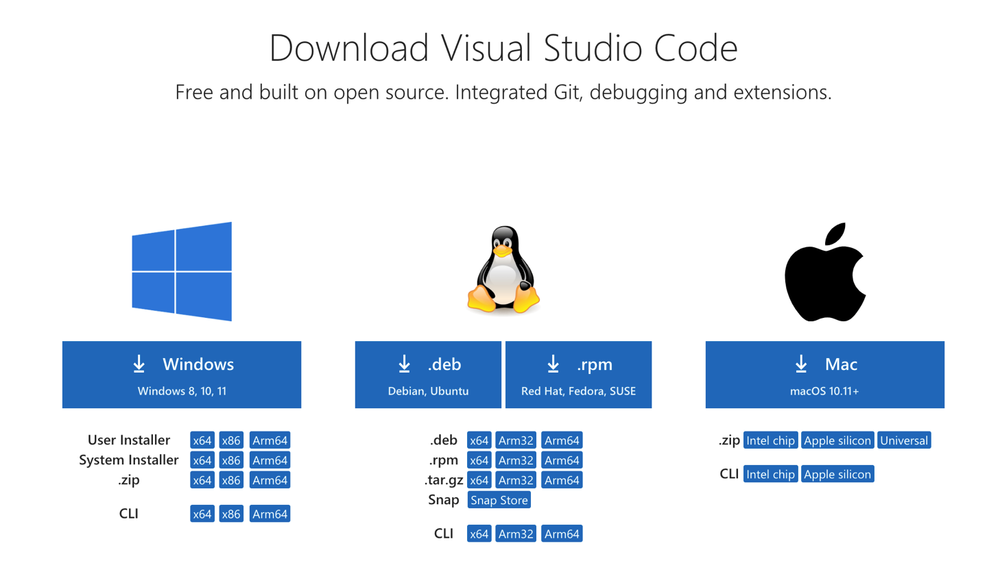 Download Visual Studio Code
Free and built on open source. Integrated Git, debugging and extensions.
Windows
Windows 8, 10, 11
User Installer x64 x86 Arm64
System Installer x64 x86 Arm64
.zip x64 x86 Arm64
CLI x64 x86 Arm64
.deb
Debian, Ubuntu
.rpm
Red Hat, Fedora, SUSE
.deb x64 Arm32 Arm64
.rpm x64 Arm32 Arm64
.tar.gz x64 Arm32 Arm64
Snap Snap Store
CLI x64 Arm32 Arm64
Mac
macOS 10.11+
.zip Intel chip Apple silicon Universal
CLI Intel chip Apple silicon